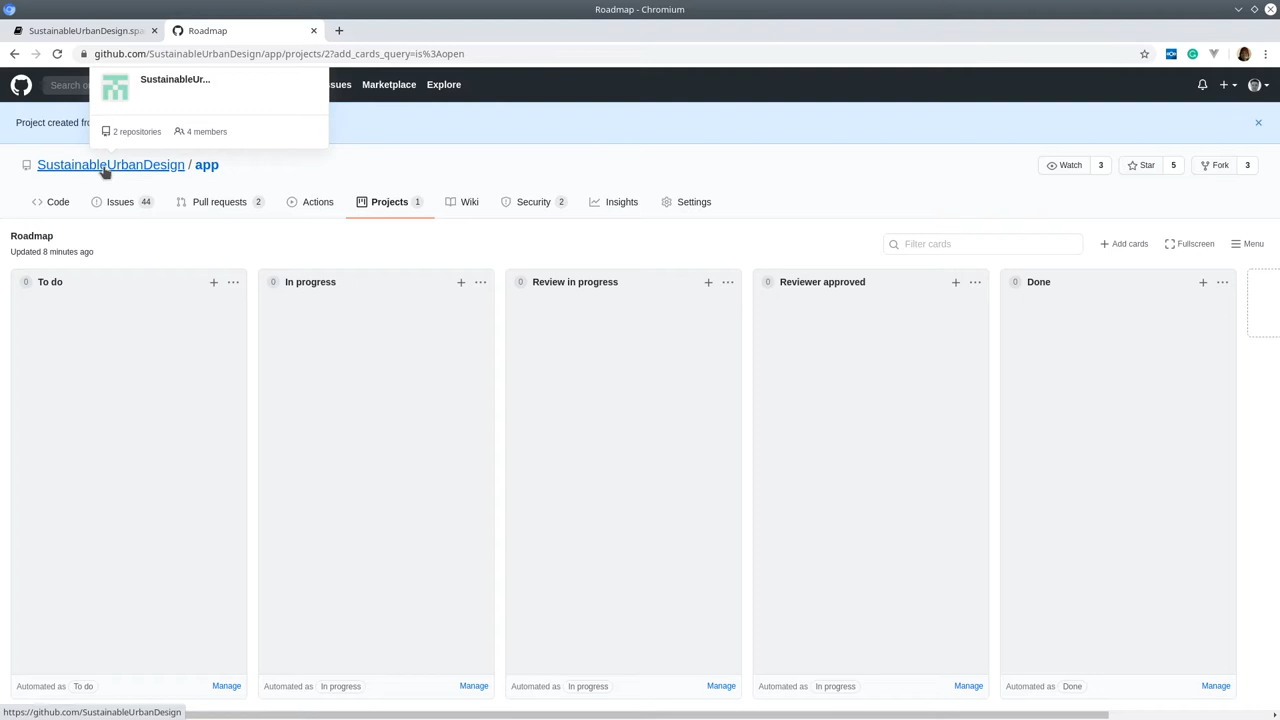 Roadmap - Chromium
SustainableUrbanDesign.spa
Roadmap
github.com/SustainableUrbanDesign/app/projects/2?add_cards_query=is%3Aopen
Search or
sues
Marketplace
Explore
SustainableUr...
2 repositories
4 members
Project created fro
SustainableUrbanDesign / app
Watch 3
Star 5
Fork 3
Code
Issues 44
Pull requests 2
Actions
Projects 1
Wiki
Security 2
Insights
Settings
Roadmap
Updated 8 minutes ago
Filter cards
Add cards
Fullscreen
Menu
0 To do
0 In progress
0 Review in progress
0 Reviewer approved
0 Done
Automated as To do Manage
Automated as In progress Manage
Automated as In progress Manage
Automated as In progress Manage
Automated as Done Manage
https://github.com/SustainableUrbanDesign